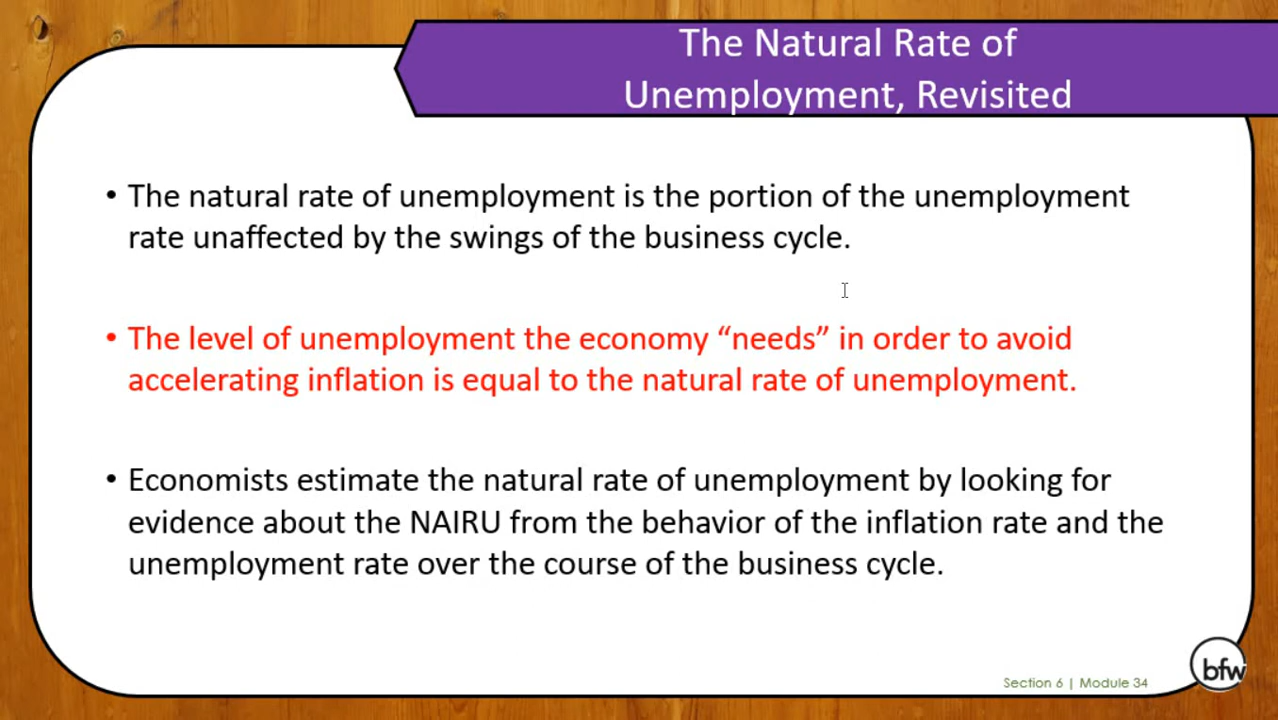 The Natural Rate of
Unemployment, Revisited
• The natural rate of unemployment is the portion of the unemployment
rate unaffected by the swings of the business cycle.
• The level of unemployment the economy “needs” in order to avoid
accelerating inflation is equal to the natural rate of unemployment.
• Economists estimate the natural rate of unemployment by looking for
evidence about the NAIRU from the behavior of the inflation rate and the
unemployment rate over the course of the business cycle.
Section 6 | Module 34
bfw